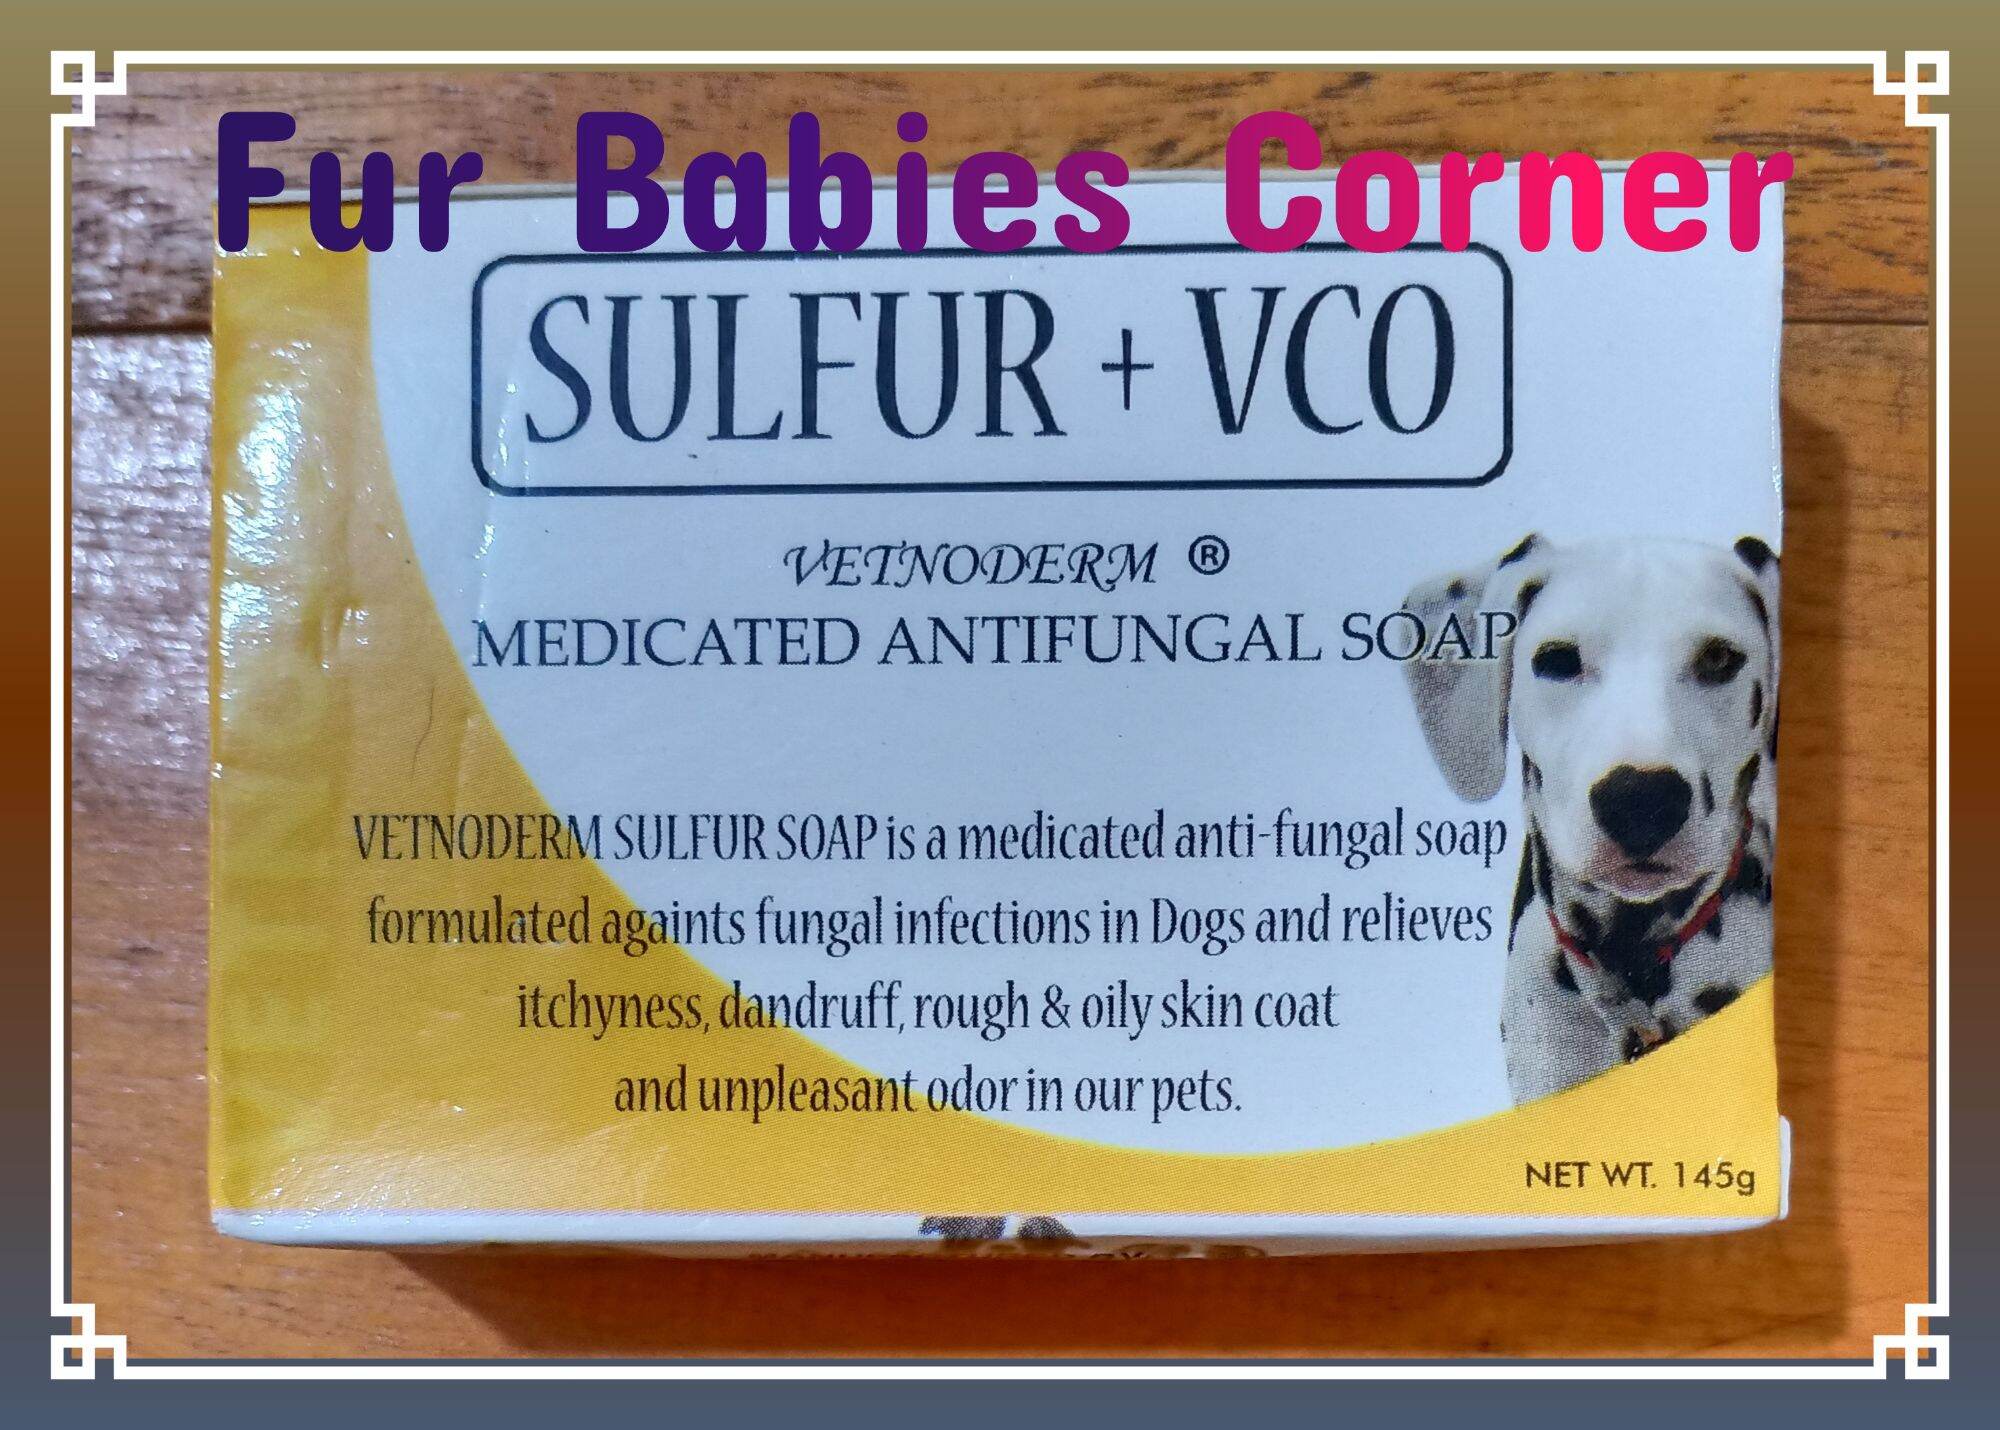 Fur Babies Corner
SULFUR + VCO
VETNODERM ®
MEDICATED ANTIFUNGAL SOAP
VETNODERM SULFUR SOAP is a medicated anti-fungal soap
formulated againts fungal infections in Dogs and relieves
itchyness, dandruff, rough & oily skin coat
and unpleasant odor in our pets.
NET WT. 145g